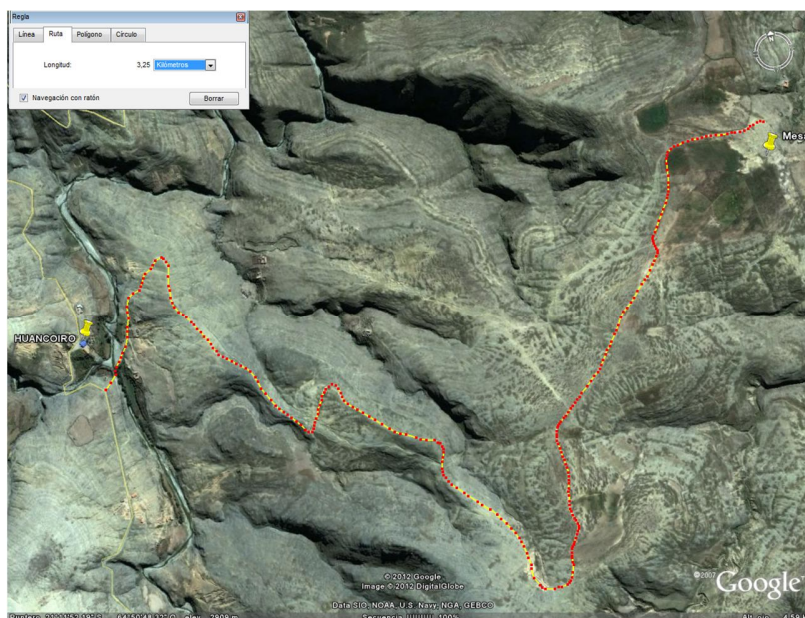 Regla
Línea Ruta Polígono Círculo
Longitud: 3,25 Kilómetros
Navegación con ratón Borrar
Mesa
HUANCOIRO
© 2012 Google
Image © 2012 DigitalGlobe
©2007 Google
Data SIO, NOAA, U.S. Navy, NGA, GEBCO